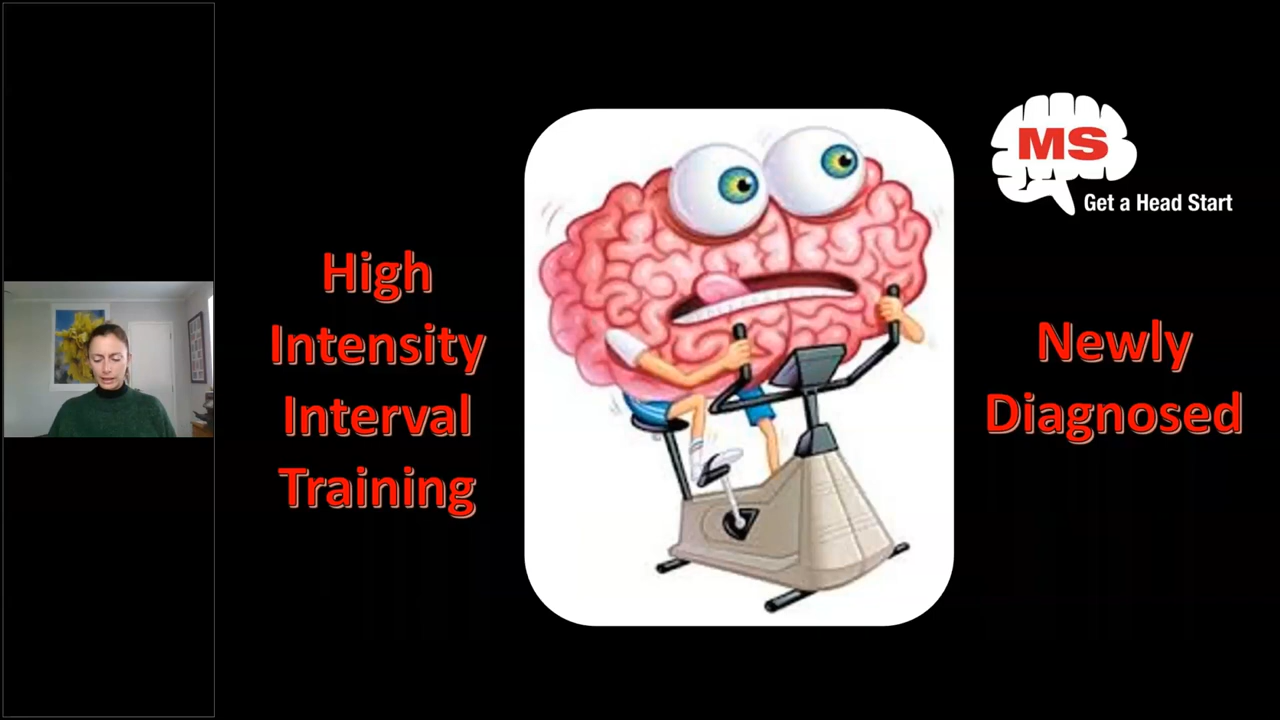 High
Intensity
Interval
Training
MS
Get a Head Start
Newly
Diagnosed